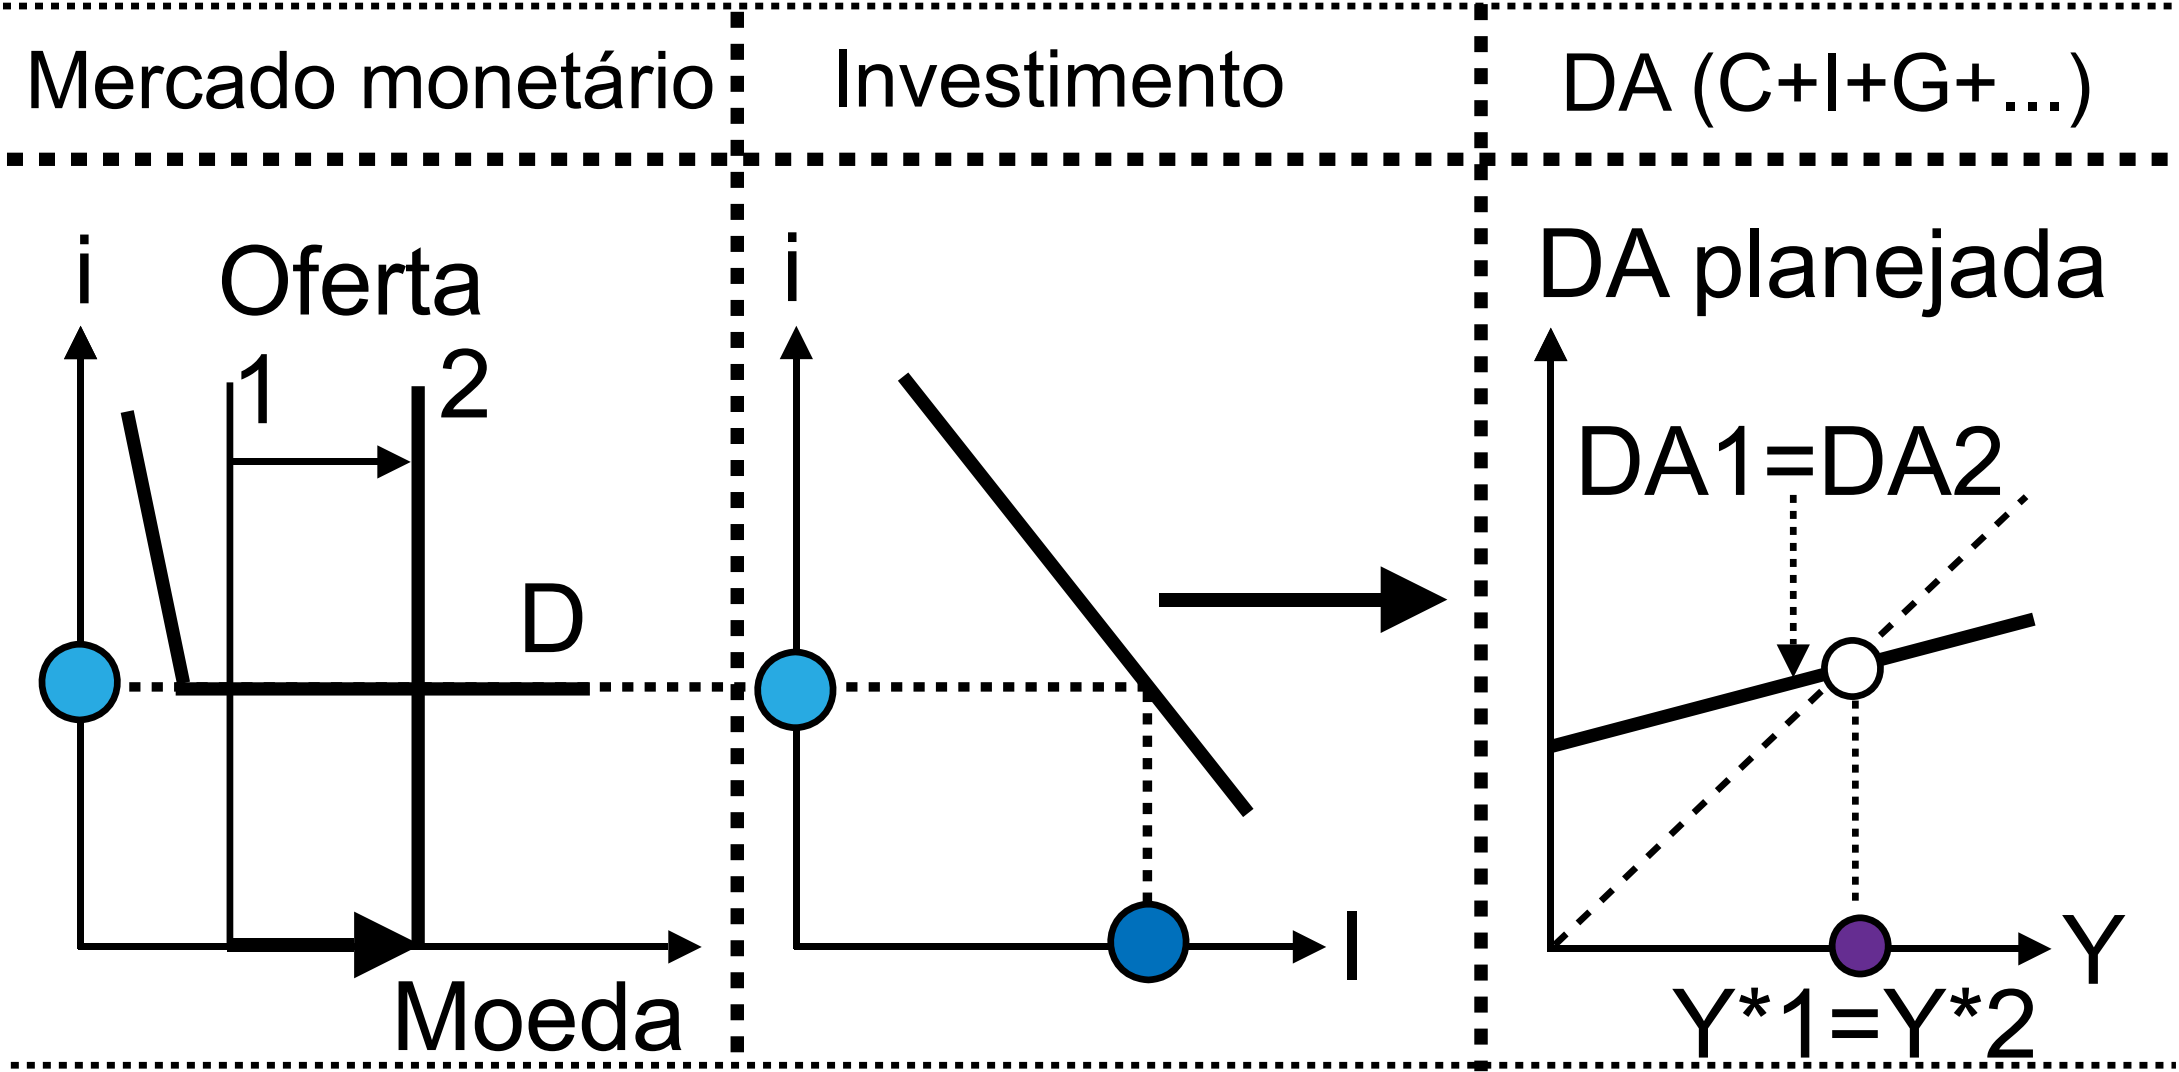 Mercado monetário
Investimento
DA (C+I+G+...)
i
Oferta
1
2
D
Moeda
i
I
DA planejada
DA1=DA2
Y
Y*1=Y*2